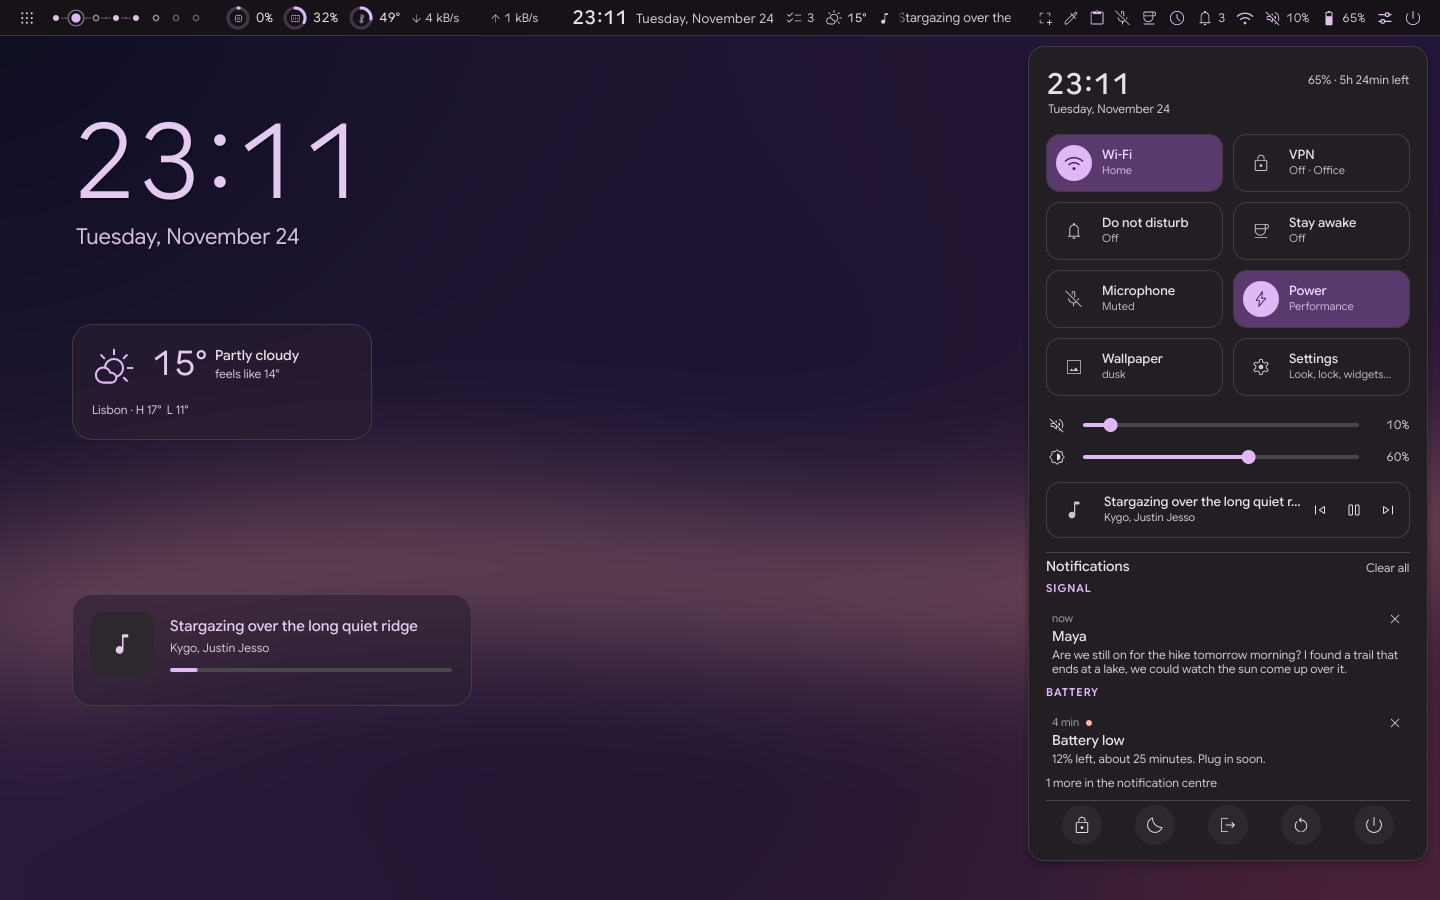 0% 32% 49° 4 kB/s 1 kB/s 23:11 Tuesday, November 24 3 15° Stargazing over the 3 10% 65%
23:11
Tuesday, November 24
15° Partly cloudy
feels like 14°
Lisbon · H 17° L 11°
Stargazing over the long quiet ridge
Kygo, Justin Jesso
23:11
65% · 5h 24min left
Tuesday, November 24
Wi-Fi
Home
VPN
Off · Office
Do not disturb
Off
Stay awake
Off
Microphone
Muted
Power
Performance
Wallpaper
dusk
Settings
Look, lock, widgets...
10%
60%
Stargazing over the long quiet r...
Kygo, Justin Jesso
Notifications
Clear all
SIGNAL
now
Maya
Are we still on for the hike tomorrow morning? I found a trail that
ends at a lake, we could watch the sun come up over it.
BATTERY
4 min
Battery low
12% left, about 25 minutes. Plug in soon.
1 more in the notification centre